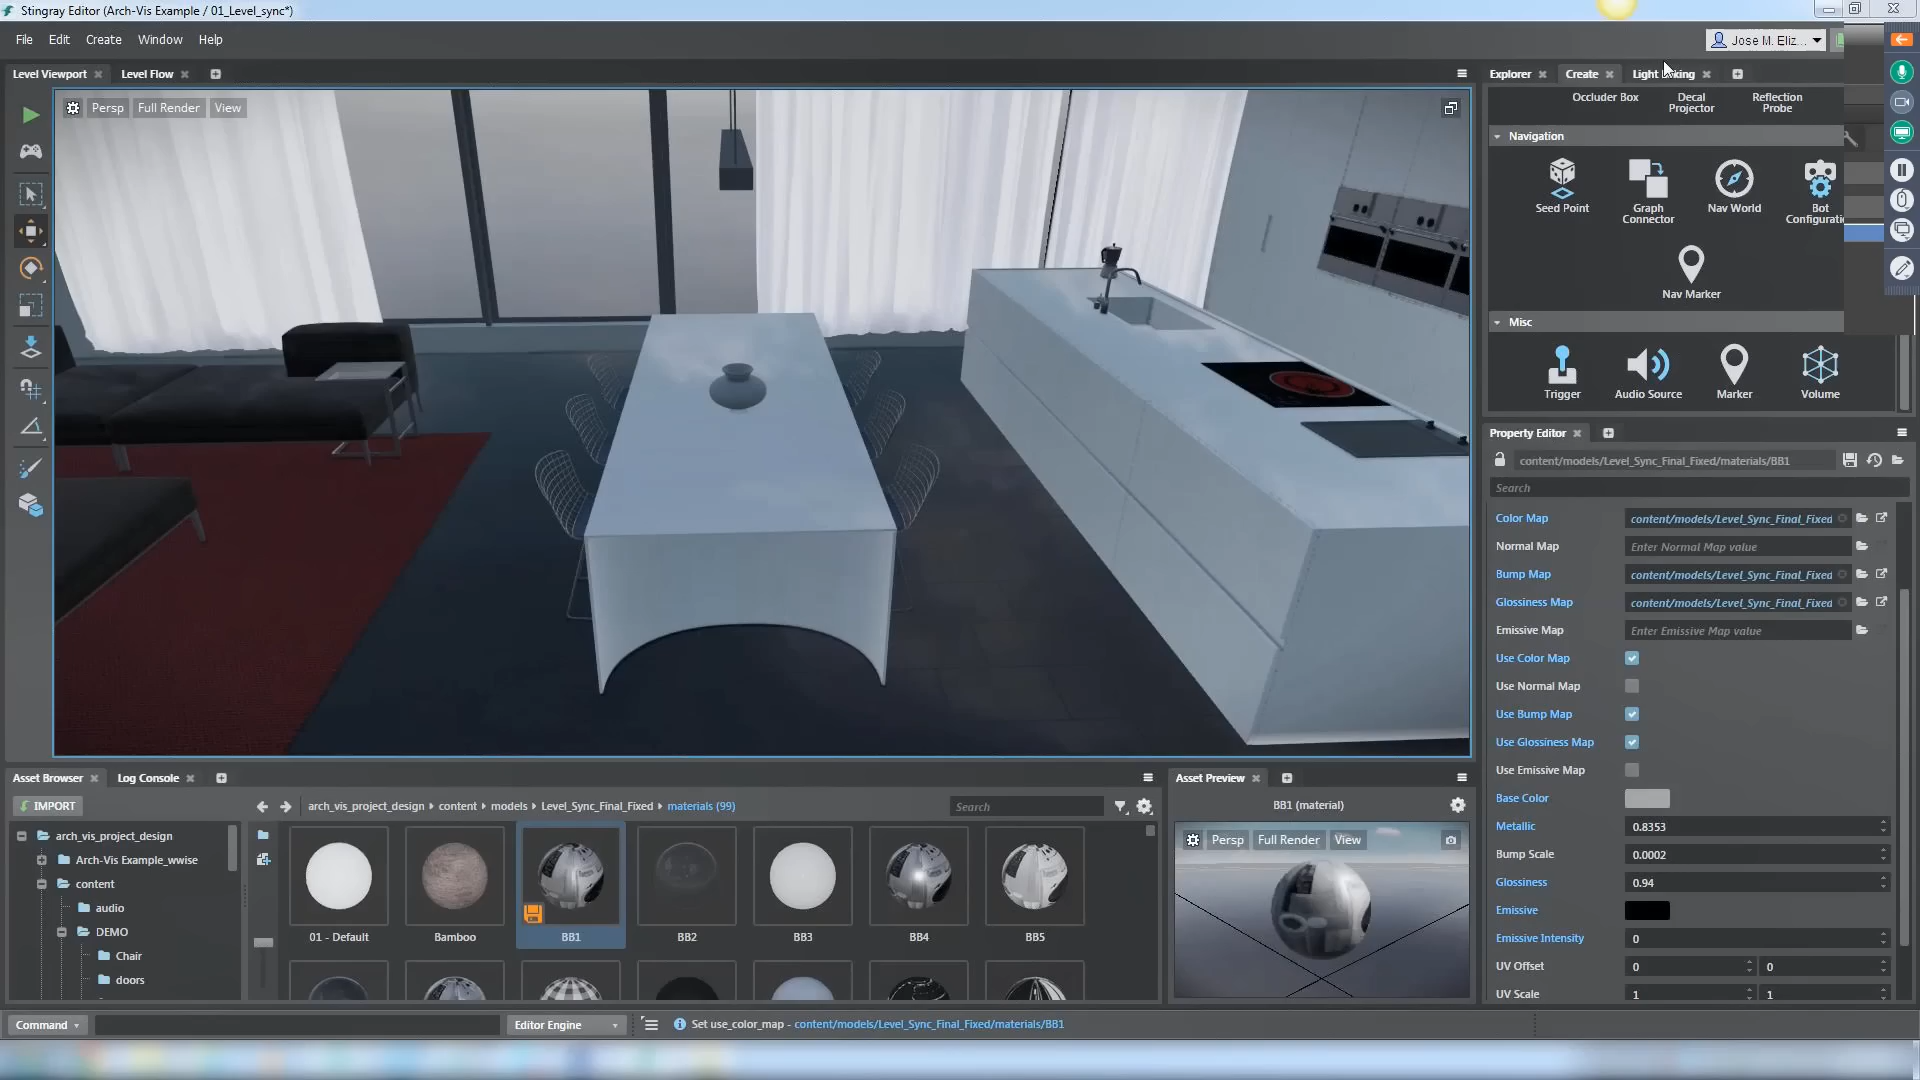 Stingray Editor (Arch-Vis Example / 01_Level_sync*)
File Edit Create Window Help
Jose M. Eliz...
Level Viewport Level Flow
Explorer Create Light
Persp Full Render View
Occluder Box Decal Projector Reflection Probe
Navigation
Seed Point Graph Connector Nav World Bot
Nav Marker
Misc
Trigger Audio Source Marker Volume
Property Editor
content/models/Level_Sync_Final_Fixed/materials/BB1
Search
Color Map content/models/Level_Sync_Final_Fixed
Normal Map Enter Normal Map value
Bump Map content/models/Level_Sync_Final_Fixed
Glossiness Map content/models/Level_Sync_Final_Fixed
Emissive Map Enter Emissive Map value
Use Color Map
Use Normal Map
Use Bump Map
Use Glossiness Map
Use Emissive Map
Base Color
Metallic 0.8353
Bump Scale 0.0002
Glossiness 0.94
Emissive
Emissive Intensity 0
UV Offset 0 0
UV Scale 1 1
Asset Browser Log Console
IMPORT
arch_vis_project_design content models Level_Sync_Final_Fixed materials (99)
Search
arch_vis_project_design
Arch-Vis Example_wwise
content
audio
DEMO
Chair
doors
01 - Default Bamboo BB1 BB2 BB3 BB4 BB5
Asset Preview
BB1 (material)
Persp Full Render View
Command
Editor Engine
Set use_color_map - content/models/Level_Sync_Final_Fixed/materials/BB1